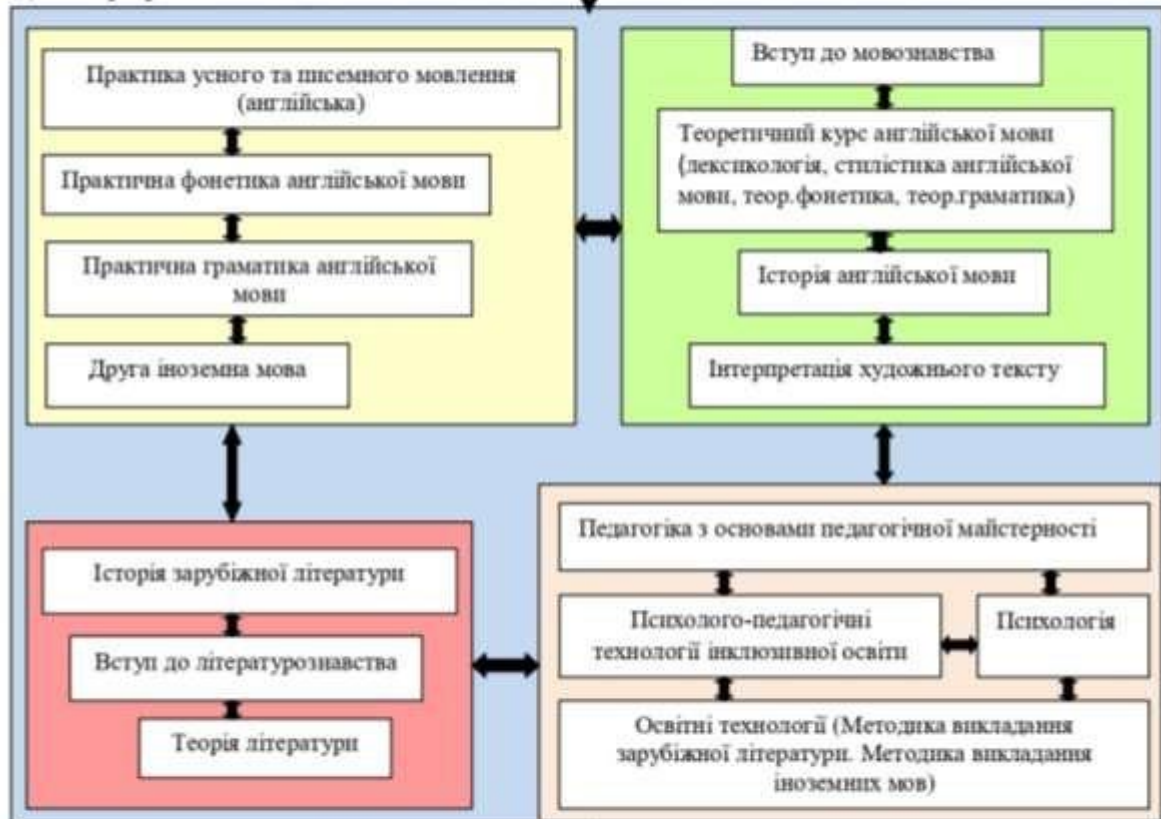 Практика усного та писемного мовлення
(англійська)
Практична фонетика англійської мови
Практична граматика англійської
мови
Друга іноземна мова
Вступ до мовознавства
Теоретичний курс англійської мови
(лексикологія, стилістика англійської
мови, теор.фонетика, теор.граматика)
Історія англійської мови
Інтерпретація художнього тексту
Історія зарубіжної літератури
Вступ до літературознавства
Теорія літератури
Педагогіка з основами педагогічної майстерності
Психолого-педагогічні
технології інклюзивної освіти
Психологія
Освітні технології (Методика викладання
зарубіжної літератури. Методика викладання
іноземних мов)